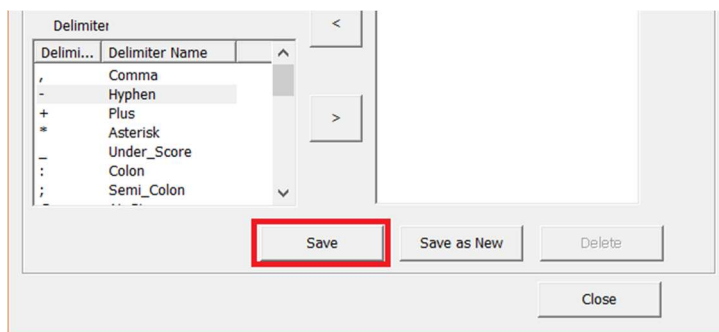 Delimiter
<
Delimi... Delimiter Name
, Comma
- Hyphen
+ Plus
* Asterisk
>
_ Under_Score
: Colon
; Semi_Colon
Save Save as New Delete
Close